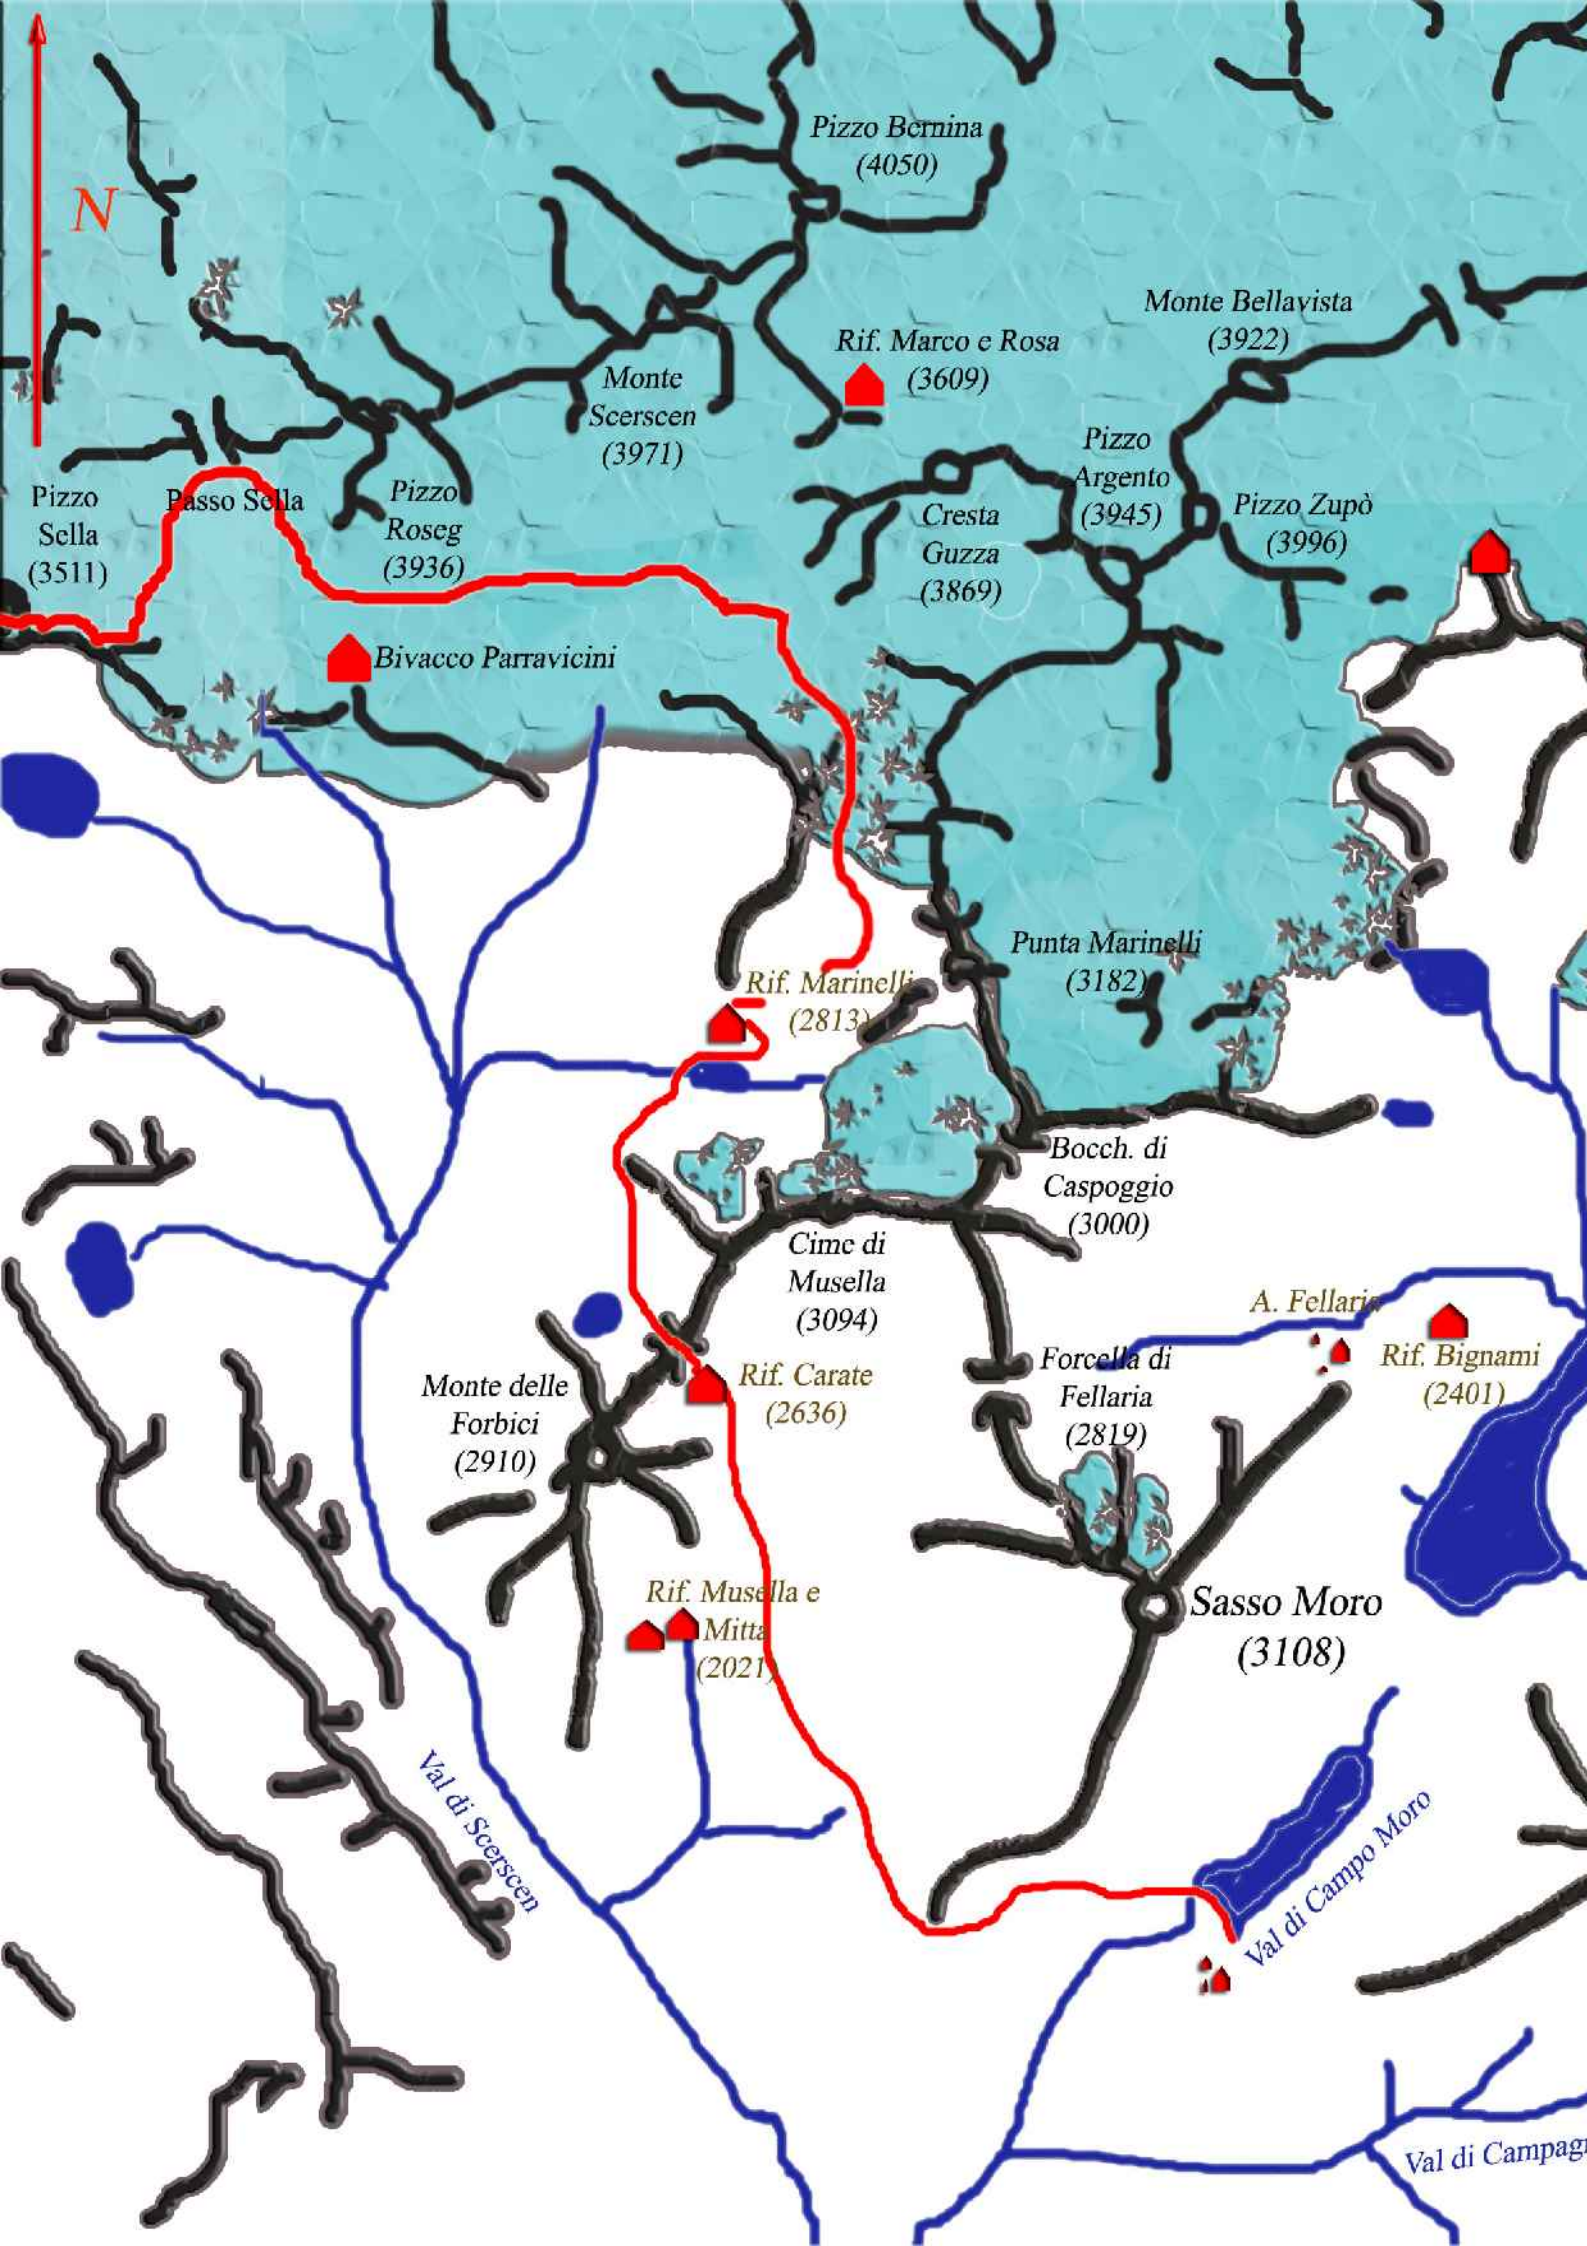 Pizzo Bernina
(4050)
N
Monte Bellavista
(3922)
Rif. Marco e Rosa
(3609)
Monte
Scerscen
(3971)
Pizzo
Argento
(3945)
Pizzo
Sella
(3511)
Passo Sella
Pizzo
Roseg
(3936)
Cresta
Guzza
(3869)
Pizzo Zupò
(3996)
Bivacco Parravicini
Punta Marinelli
(3182)
Rif. Marinelli
(2813)
Bocch. di
Caspoggio
(3000)
Cime di
Musella
(3094)
A. Fellaria
Rif. Bignami
(2401)
Forcella di
Fellaria
(2819)
Rif. Carate
(2636)
Monte delle
Forbici
(2910)
Rif. Musella e
Mitta
(2021)
Sasso Moro
(3108)
Val di Scerscen
Val di Campo Moro
Val di Campagn